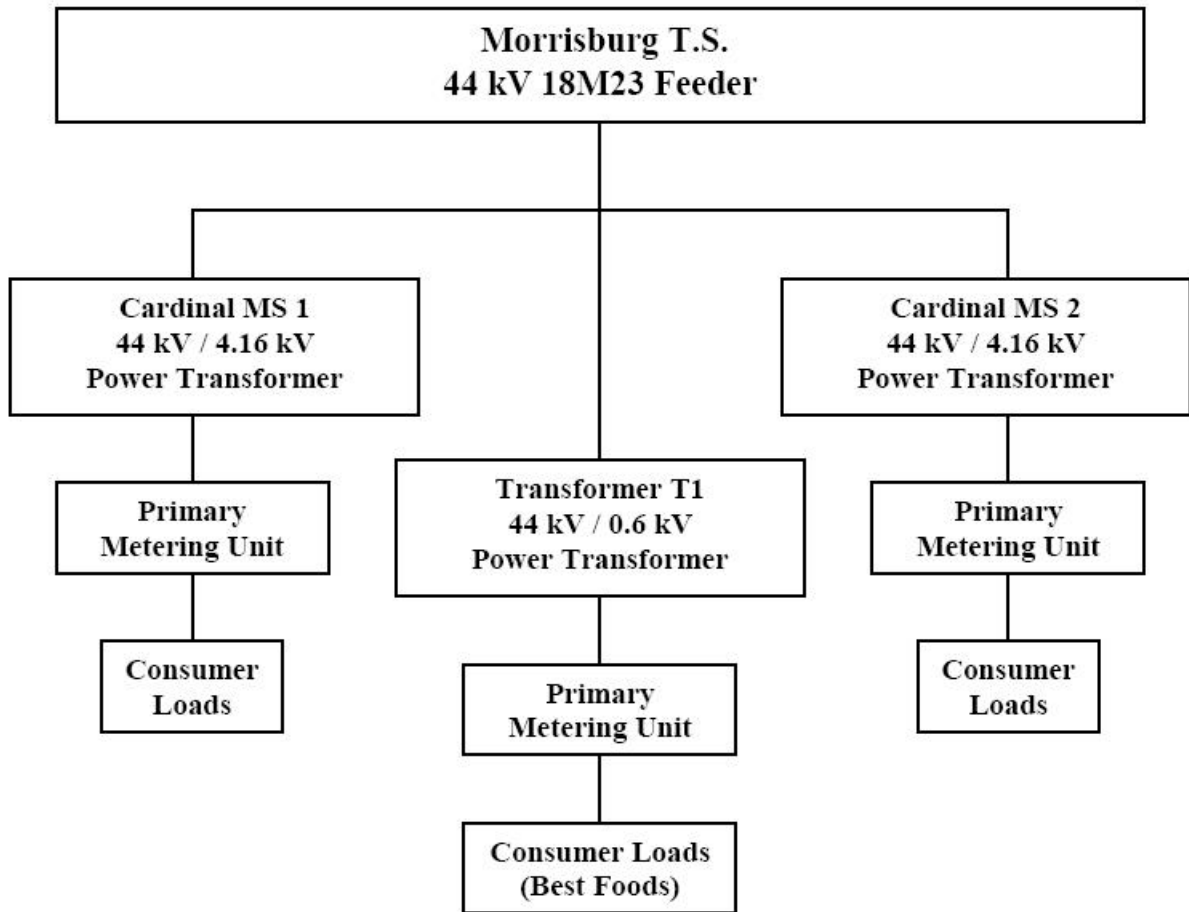 Morrisburg T.S.
44 kV 18M23 Feeder
Cardinal MS 1
44 kV / 4.16 kV
Power Transformer
Primary
Metering Unit
Consumer
Loads
Transformer T1
44 kV / 0.6 kV
Power Transformer
Primary
Metering Unit
Consumer Loads
(Best Foods)
Cardinal MS 2
44 kV / 4.16 kV
Power Transformer
Primary
Metering Unit
Consumer
Loads